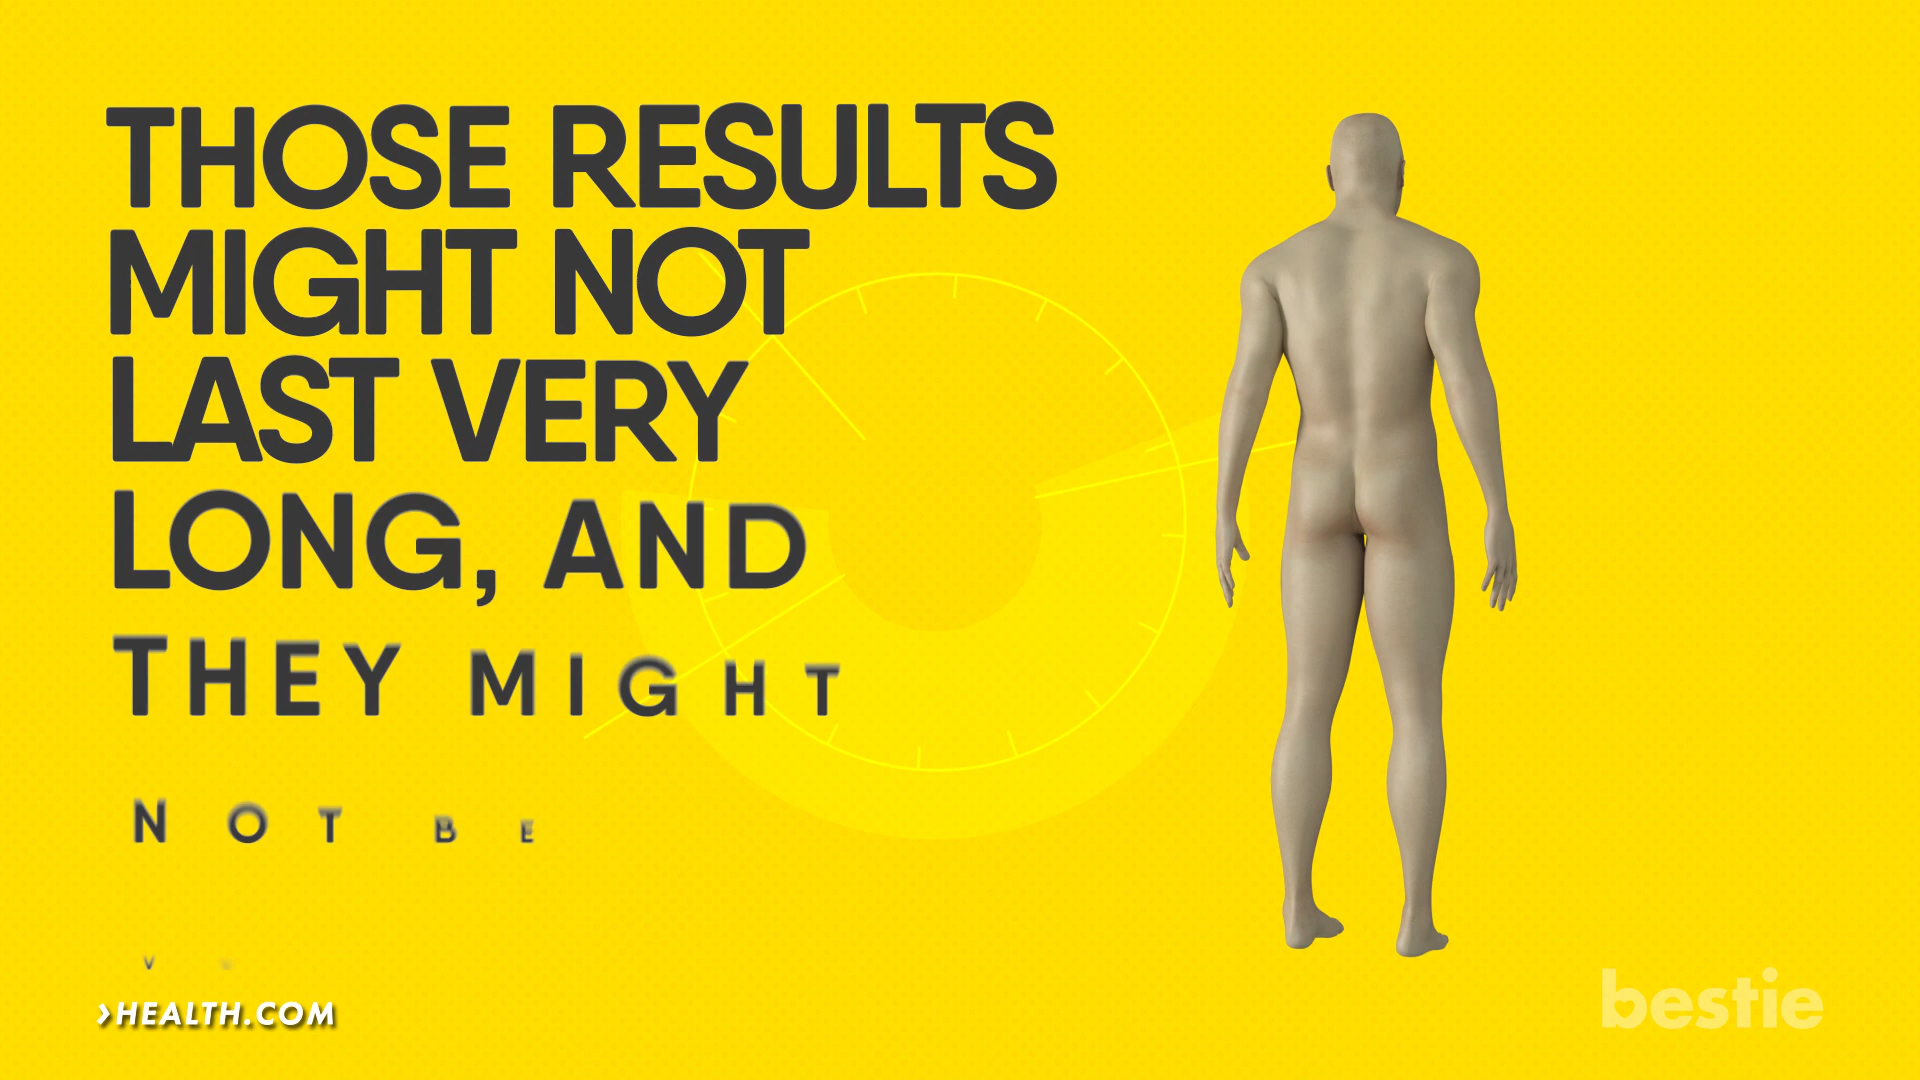 THOSE RESULTS
MIGHT NOT
LAST VERY
LONG, AND
THEY MIGHT
NOT BE
>HEALTH.COM
bestie